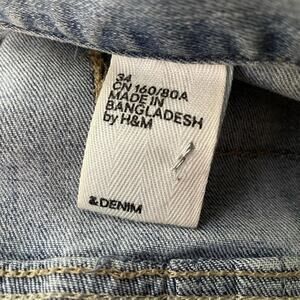 34
CN 160/80A
MADE IN
BANGLADESH
by H&M
& DENIM